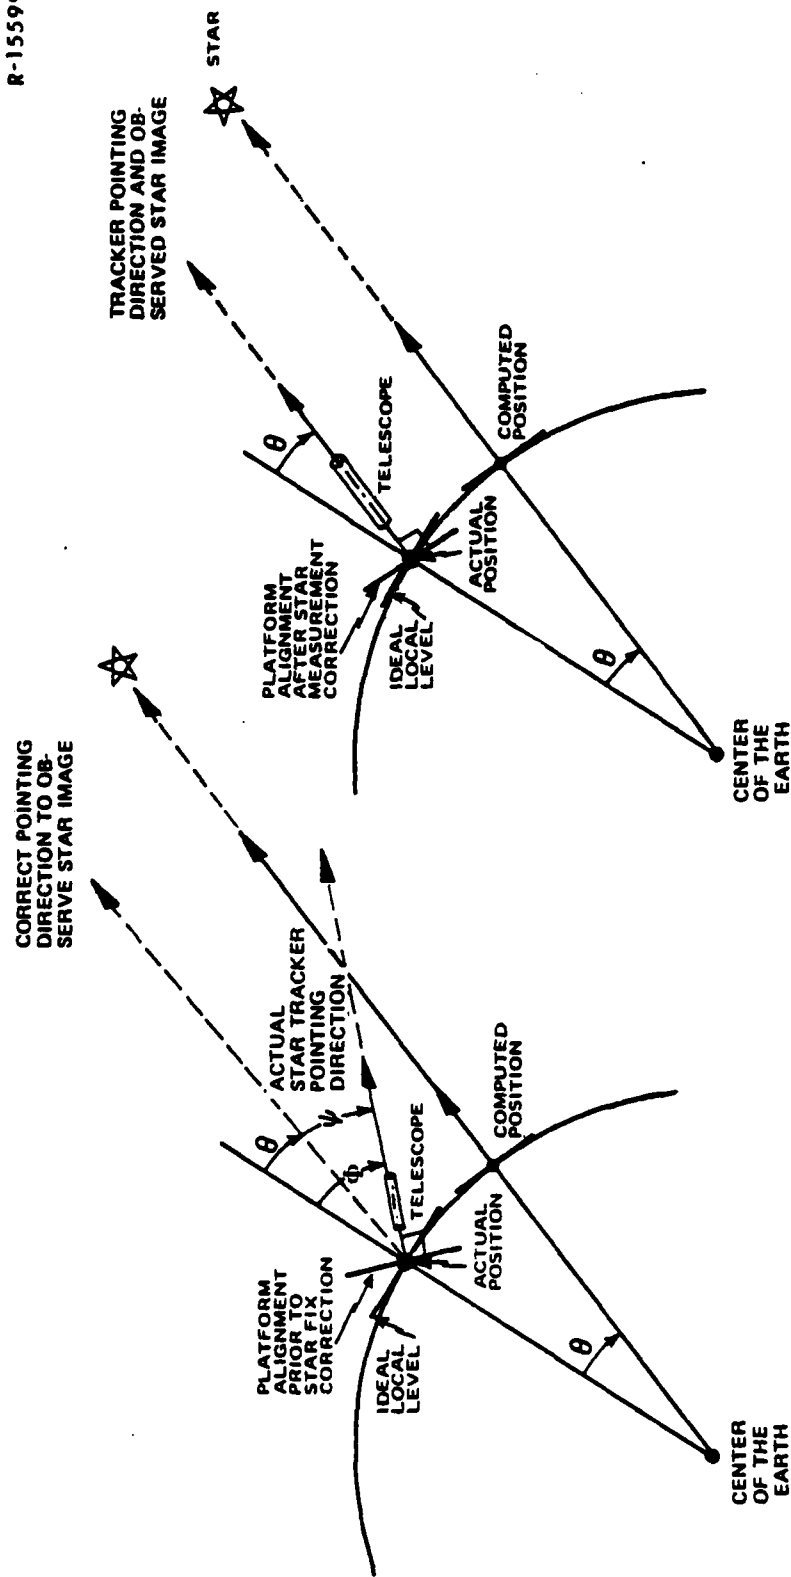 R-1559
CORRECT POINTING
DIRECTION TO OB-
SERVE STAR IMAGE
ACTUAL
STAR TRACKER
POINTING
DIRECTION
θ
ψ
Φ
TELESCOPE
PLATFORM
ALIGNMENT
PRIOR TO
STAR FIX
CORRECTION
IDEAL
LOCAL
LEVEL
ACTUAL
POSITION
COMPUTED
POSITION
θ
CENTER
OF THE
EARTH
STAR
TRACKER POINTING
DIRECTION AND OB-
SERVED STAR IMAGE
θ
TELESCOPE
PLATFORM
ALIGNMENT
AFTER STAR
MEASUREMENT
CORRECTION
IDEAL
LOCAL
LEVEL
ACTUAL
POSITION
COMPUTED
POSITION
θ
CENTER
OF THE
EARTH